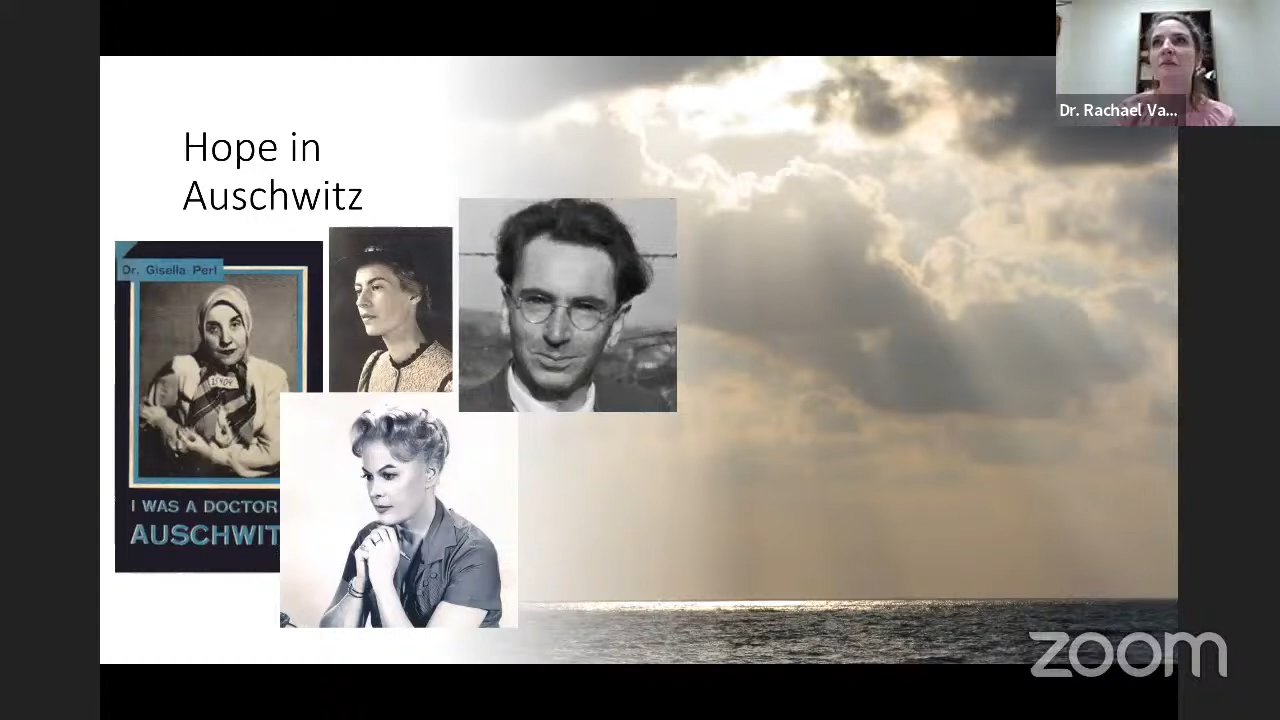 Hope in
Auschwitz
Dr. Gisella Perl
I WAS A DOCTOR
AUSCHWIT
Dr. Rachael Va...
zoom